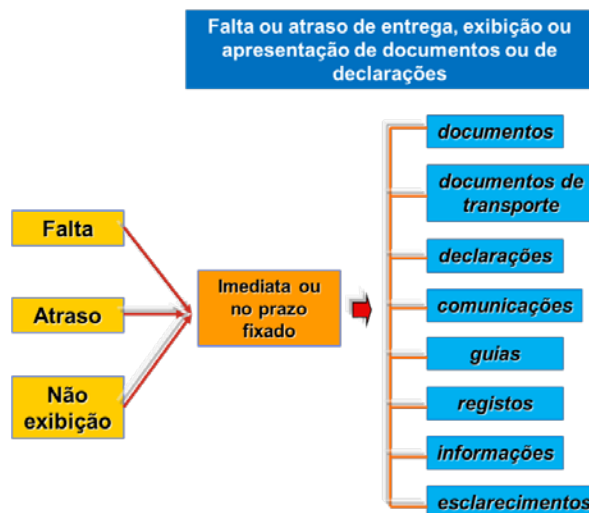 Falta ou atraso de entrega, exibição ou
apresentação de documentos ou de
declarações
Falta
Atraso
Não
exibição
Imediata ou
no prazo
fixado
documentos
documentos de
transporte
declarações
comunicações
guias
registos
informações
esclarecimentos